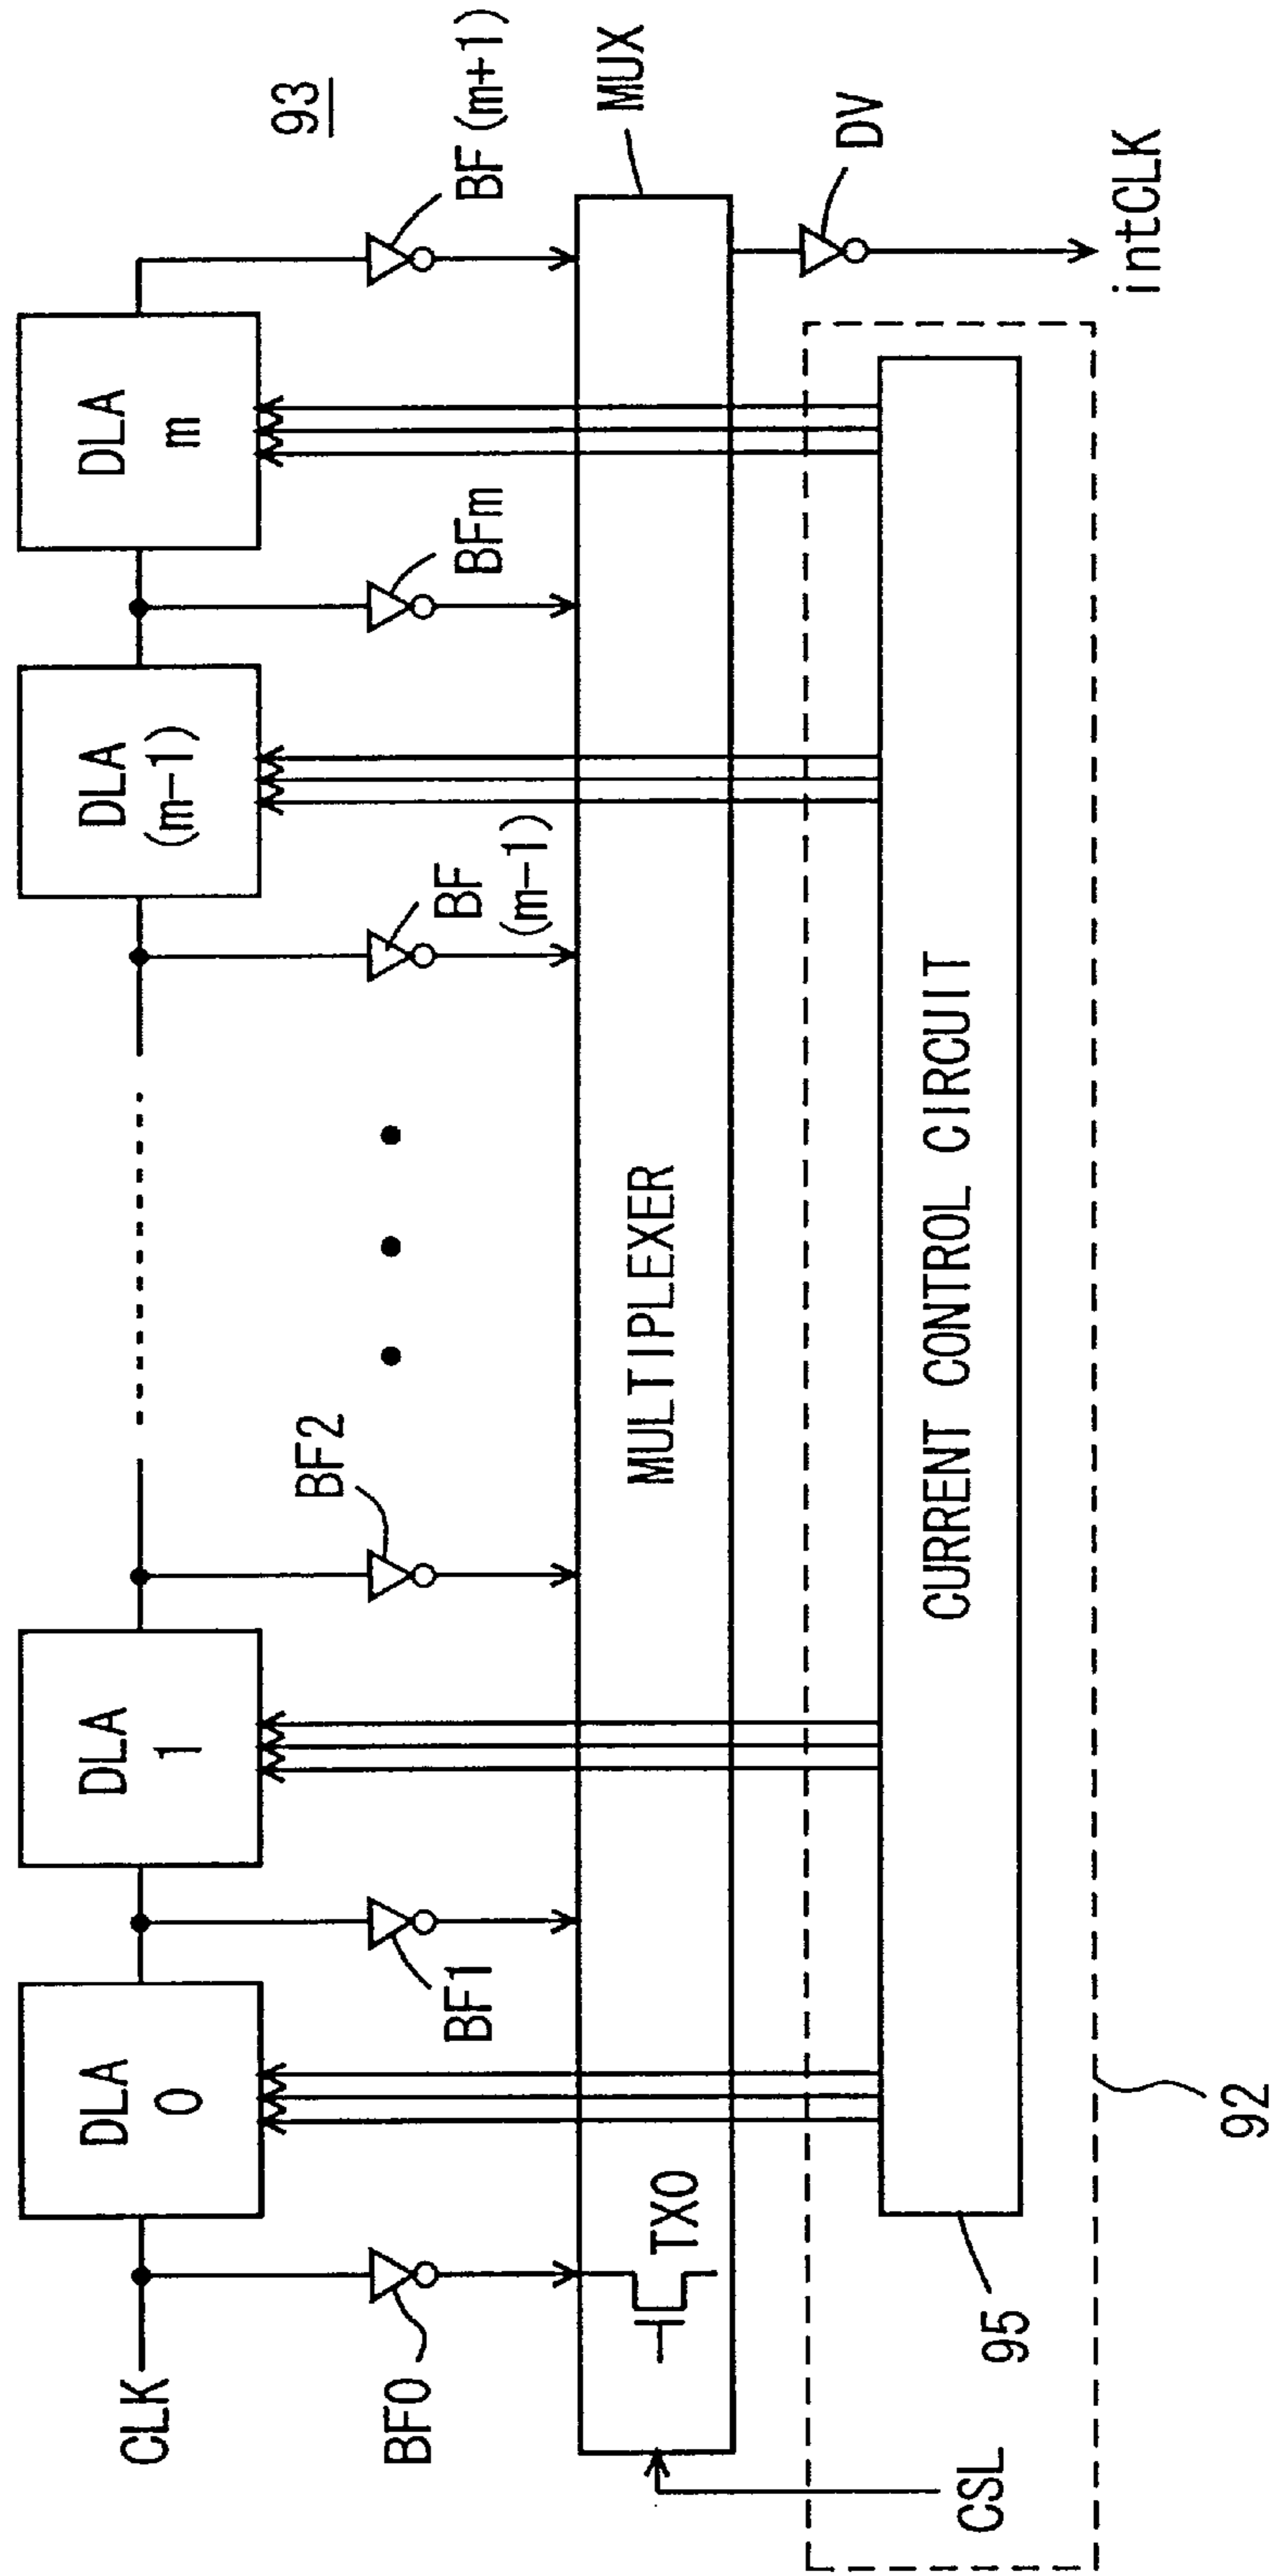 93
CLK
DLA
0
DLA
1
DLA
(m-1)
DLA
m
BF0
BF1
BF2
BF
(m-1)
BFm
BF(m+1)
MULTIPLEXER
MUX
TX0
DV
CSL
CURRENT CONTROL CIRCUIT
95
92
intCLK